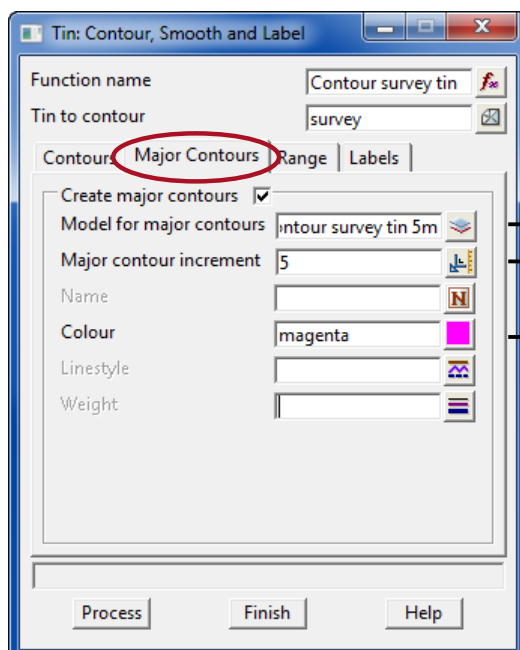 Tin: Contour, Smooth and Label
Function name Contour survey tin
Tin to contour survey
Contours Major Contours Range Labels
Create major contours
Model for major contours ontour survey tin 5m
Major contour increment 5
Name N
Colour magenta
Linestyle
Weight
Process Finish Help